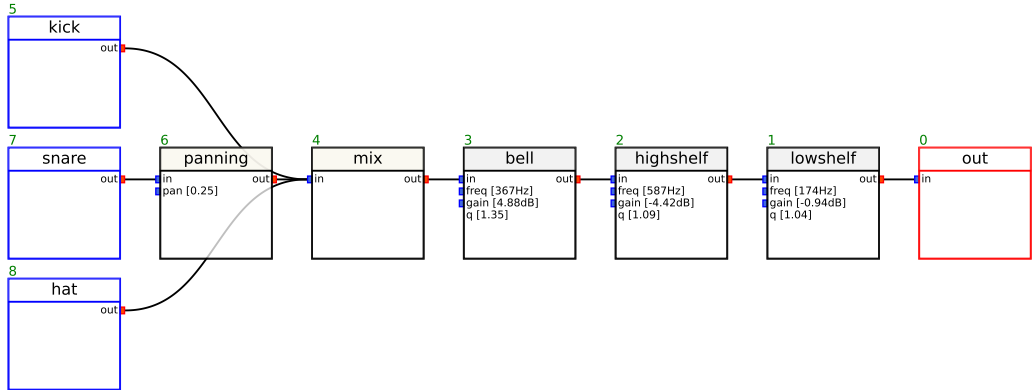 5
kick
out
7
snare
out
6
panning
in out
pan [0.25]
8
hat
out
4
mix
in out
3
bell
in out
freq [367Hz]
gain [4.88dB]
q [1.35]
2
highshelf
in out
freq [587Hz]
gain [-4.42dB]
q [1.09]
1
lowshelf
in out
freq [174Hz]
gain [-0.94dB]
q [1.04]
0
out
in